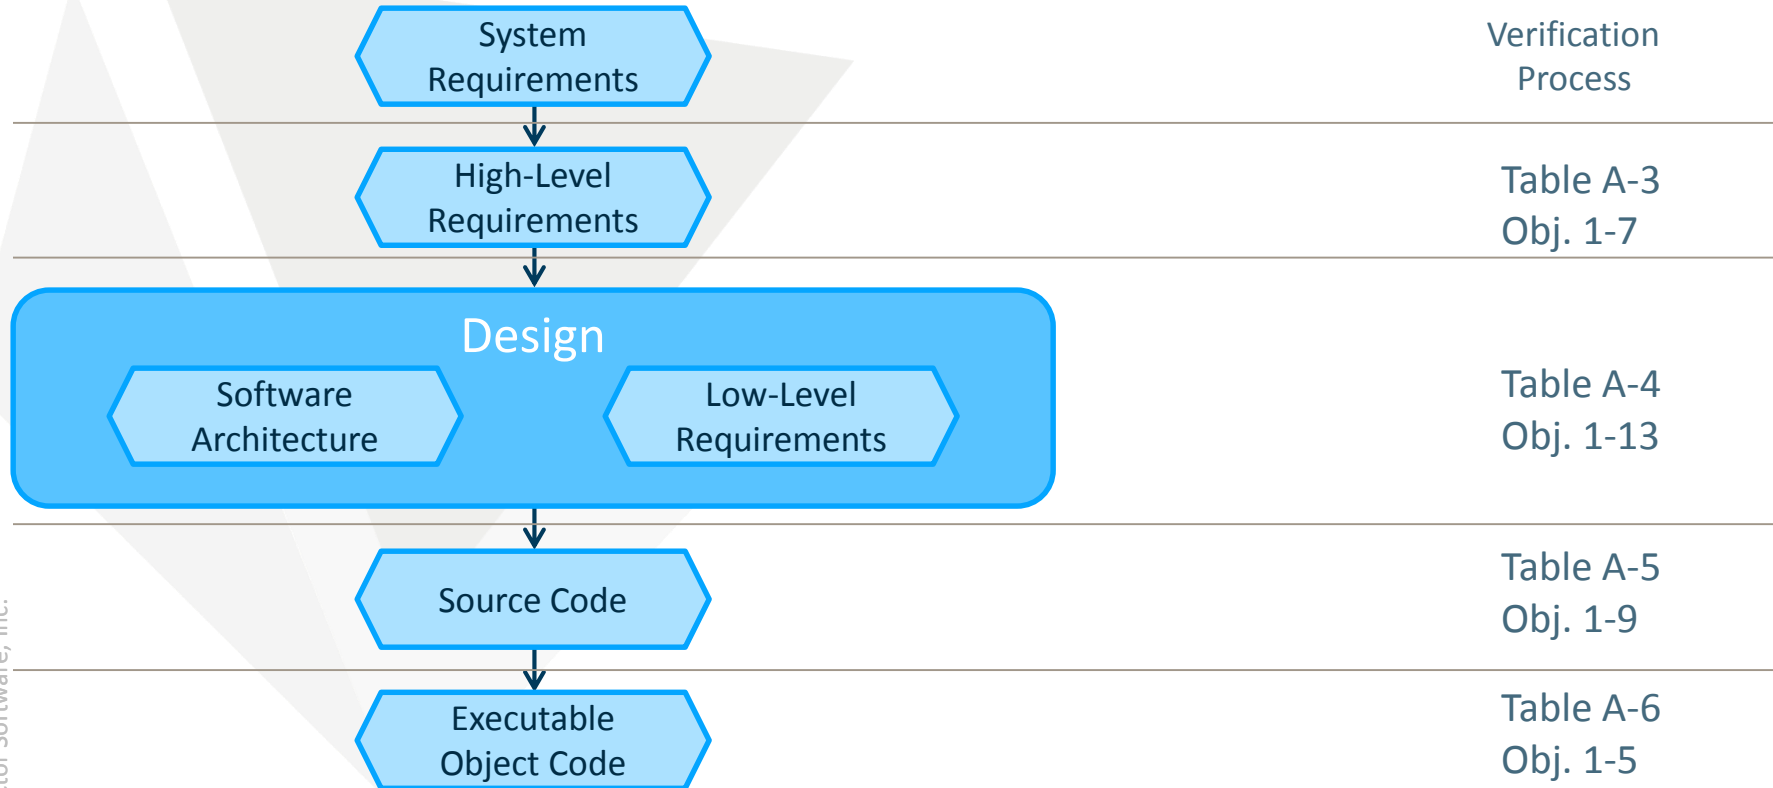 System
Requirements
Verification
Process
High-Level
Requirements
Table A-3
Obj. 1-7
Design
Software
Architecture
Low-Level
Requirements
Table A-4
Obj. 1-13
Source Code
Table A-5
Obj. 1-9
Executable
Object Code
Table A-6
Obj. 1-5
Software, Inc.